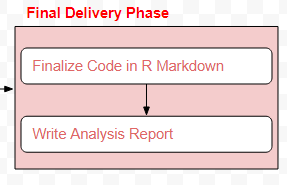 Final Delivery Phase
Finalize Code in R Markdown
Write Analysis Report